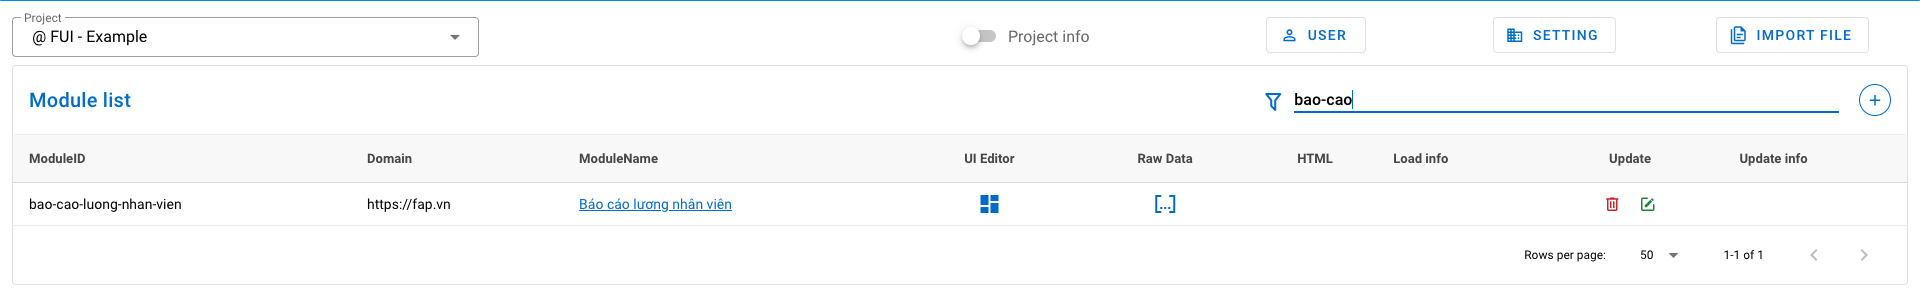 Project
@ FUI - Example
Project info
USER
SETTING
IMPORT FILE
Module list
bao-cao
ModuleID Domain ModuleName UI Editor Raw Data HTML Load info Update Update info
bao-cao-luong-nhan-vien https://fap.vn Báo cáo lương nhân viên [...]
Rows per page: 50 1-1 of 1